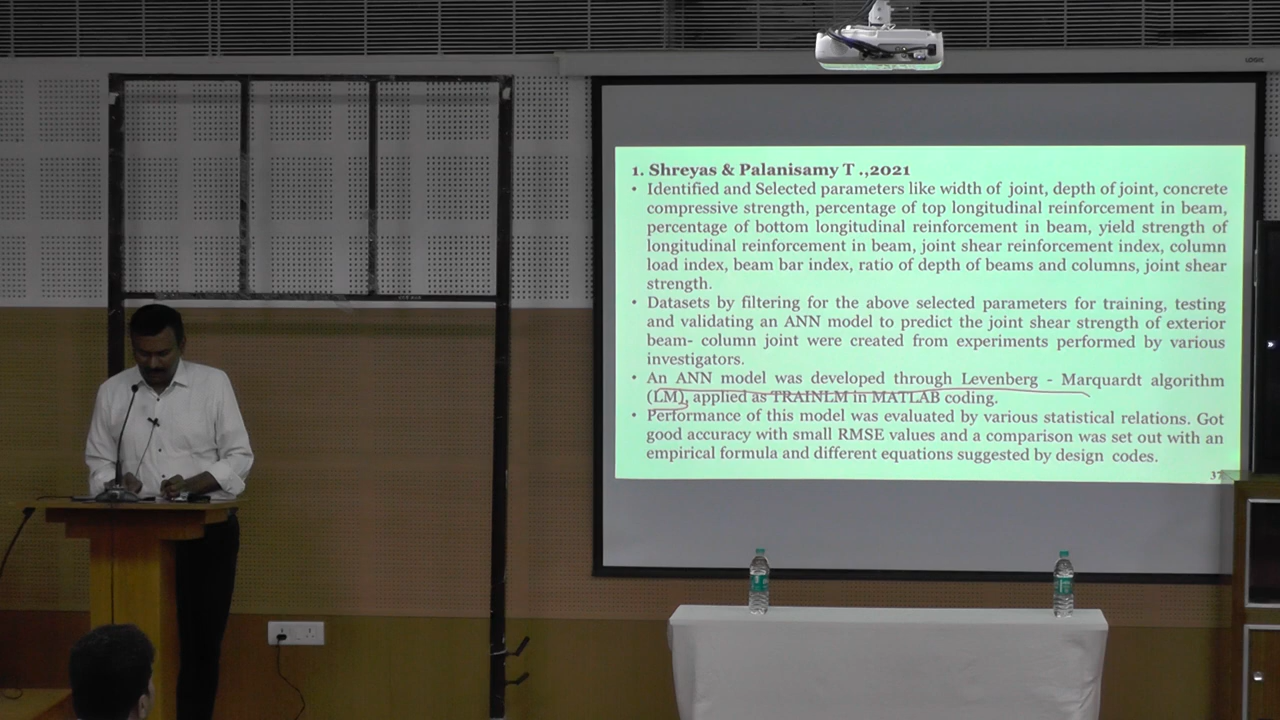 LOGIC
1. Shreyas & Palanisamy T .,2021
• Identified and Selected parameters like width of joint, depth of joint, concrete
compressive strength, percentage of top longitudinal reinforcement in beam,
percentage of bottom longitudinal reinforcement in beam, yield strength of
longitudinal reinforcement in beam, joint shear reinforcement index, column
load index, beam bar index, ratio of depth of beams and columns, joint shear
strength.
• Datasets by filtering for the above selected parameters for training, testing
and validating an ANN model to predict the joint shear strength of exterior
beam- column joint were created from experiments performed by various
investigators.
• An ANN model was developed through Levenberg - Marquardt algorithm
(LM), applied as TRAINLM in MATLAB coding.
• Performance of this model was evaluated by various statistical relations. Got
good accuracy with small RMSE values and a comparison was set out with an
empirical formula and different equations suggested by design codes.
37